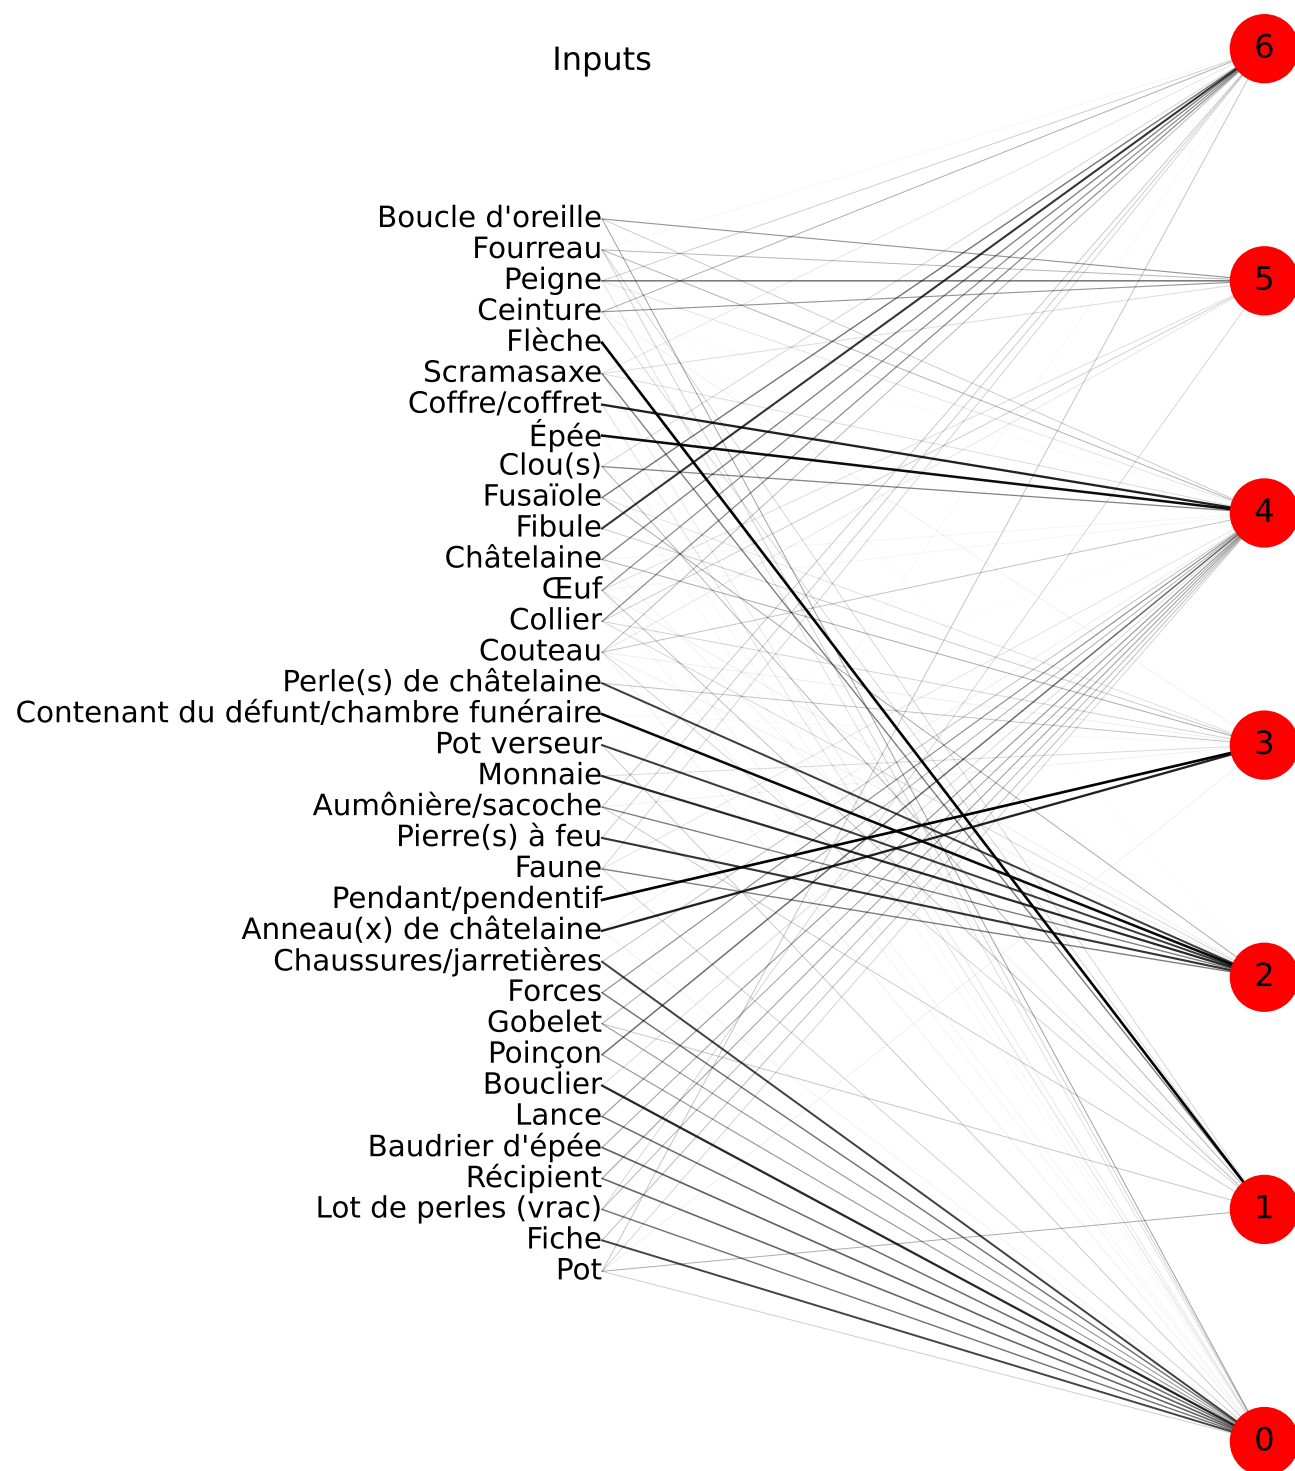 Inputs
Boucle d'oreille
Fourreau
Peigne
Ceinture
Flèche
Scramasaxe
Coffre/coffret
Épée
Clou(s)
Fusaïole
Fibule
Châtelaine
Œuf
Collier
Couteau
Perle(s) de châtelaine
Contenant du défunt/chambre funéraire
Pot verseur
Monnaie
Aumônière/sacoche
Pierre(s) à feu
Faune
Pendant/pendentif
Anneau(x) de châtelaine
Chaussures/jarretières
Forces
Gobelet
Poinçon
Bouclier
Lance
Baudrier d'épée
Récipient
Lot de perles (vrac)
Fiche
Pot
6
5
4
3
2
1
0